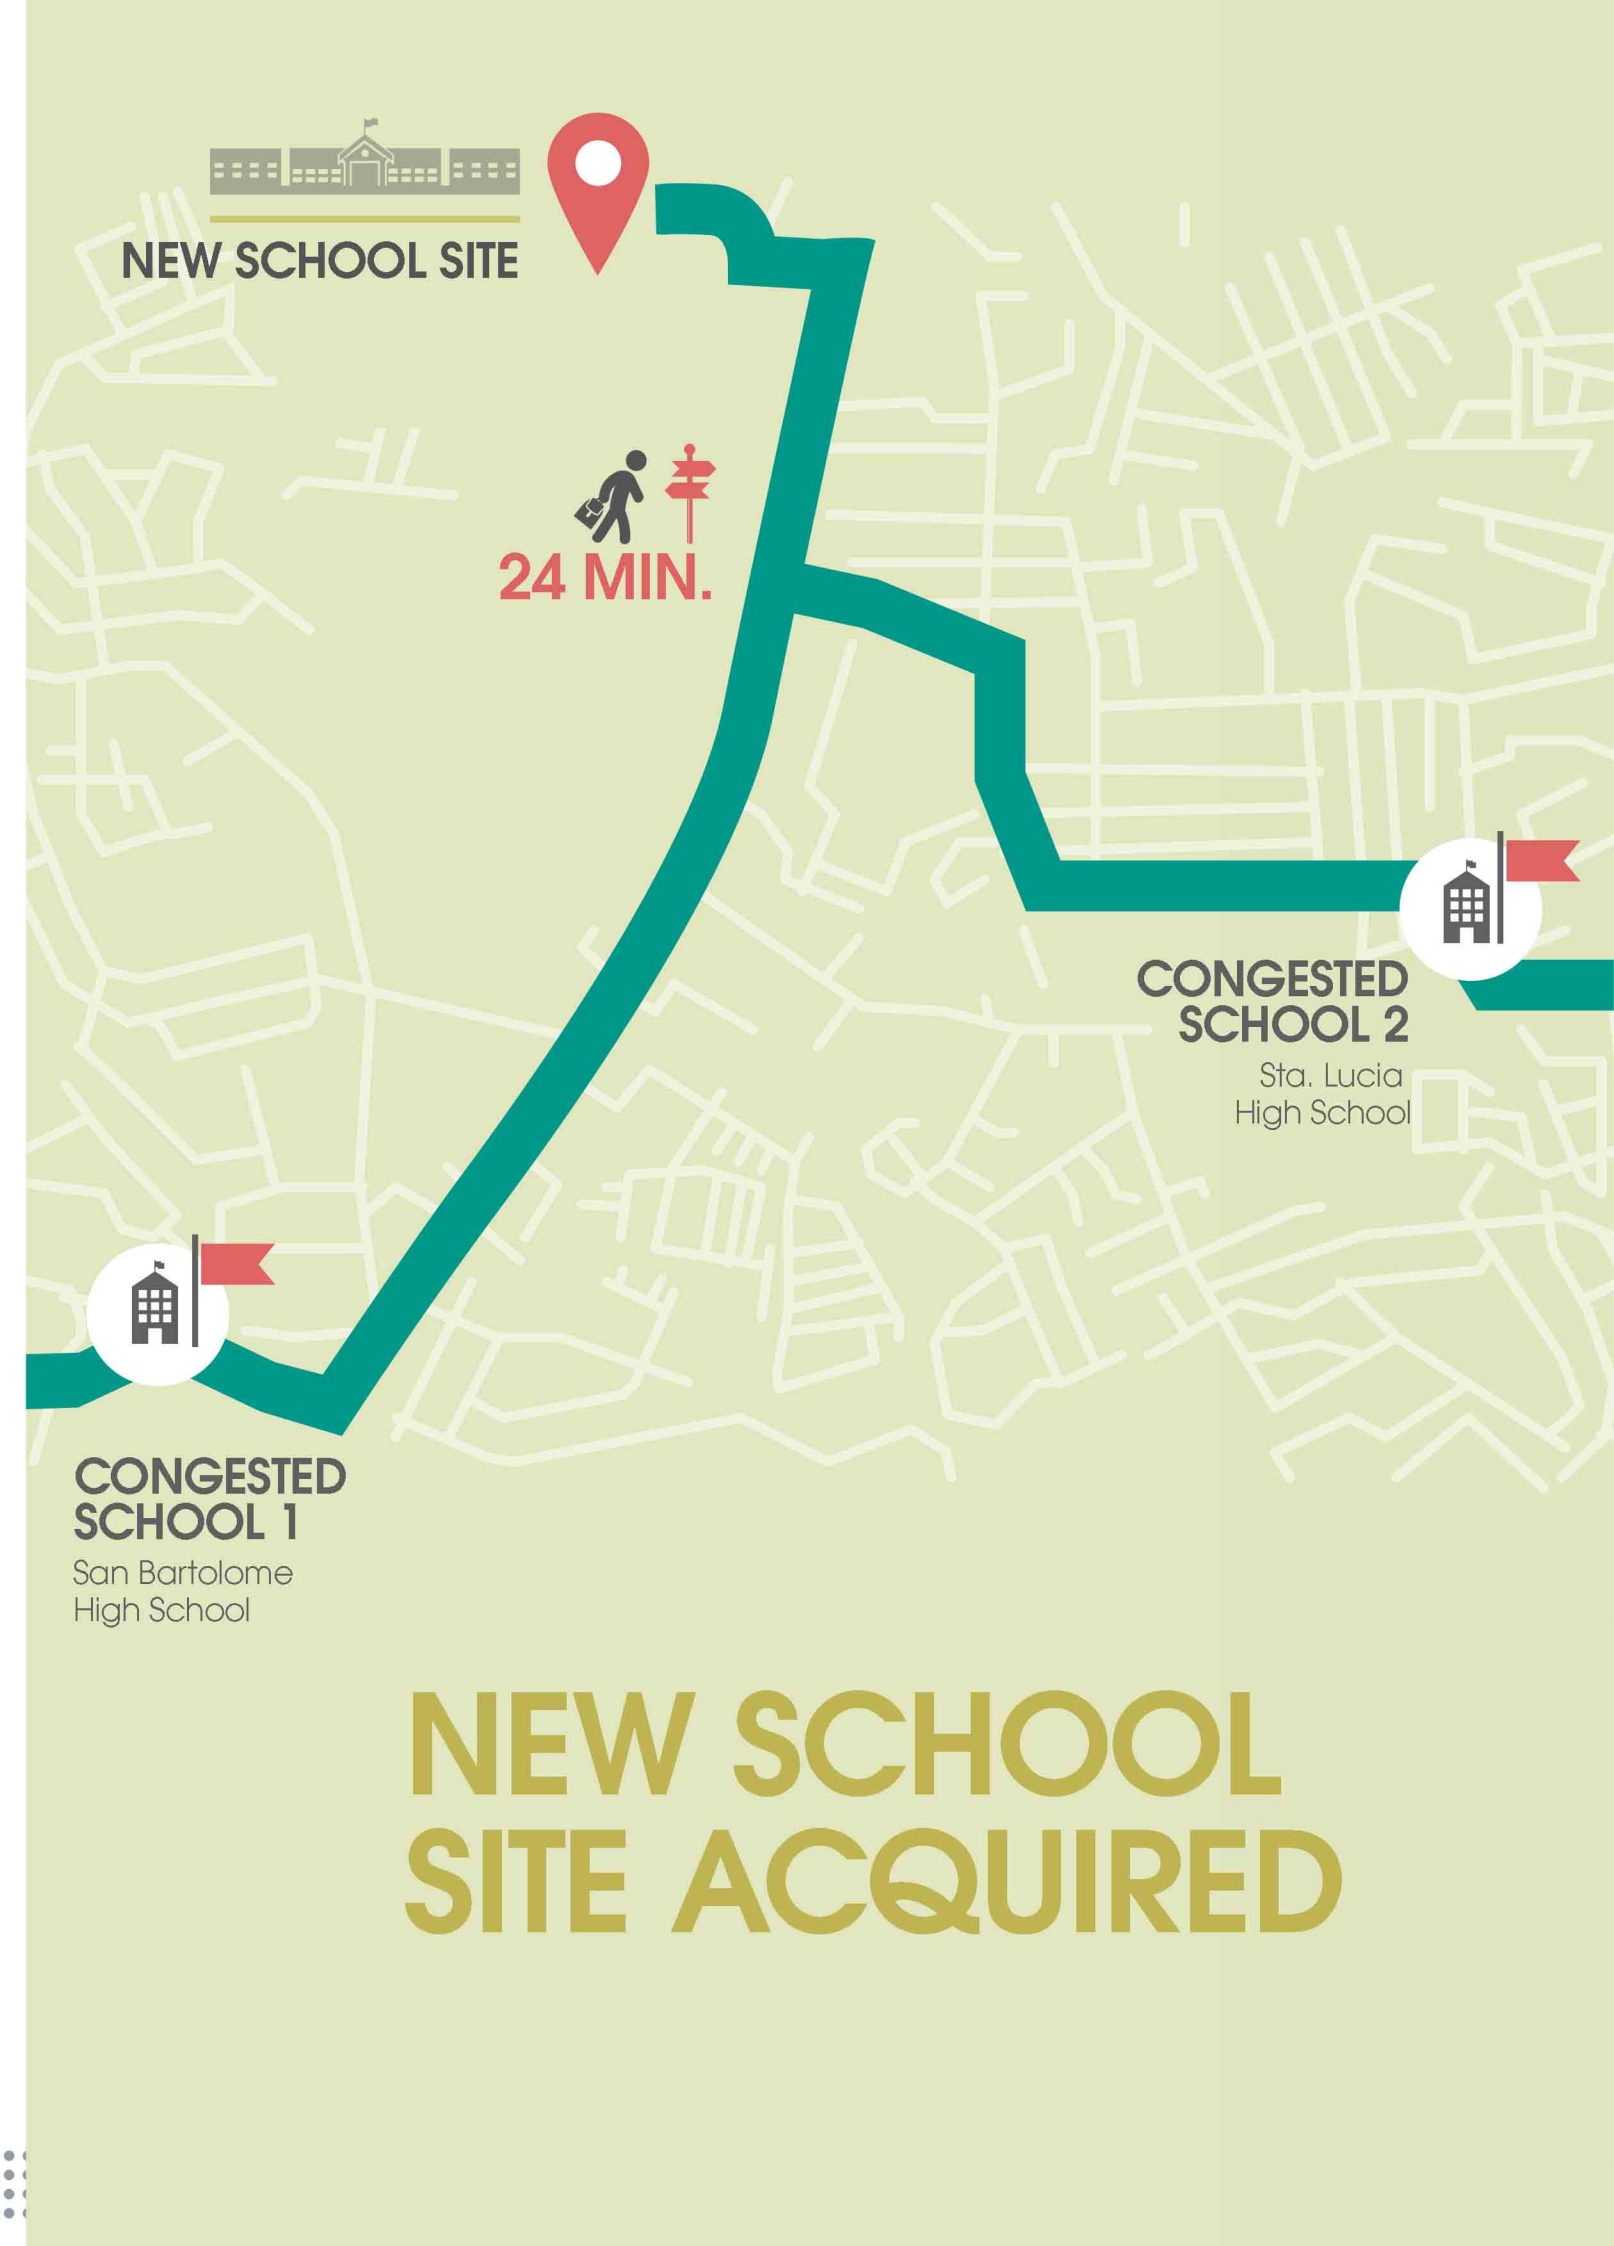 NEW SCHOOL SITE
24 MIN.
CONGESTED
SCHOOL 2
Sta. Lucia
High School
CONGESTED
SCHOOL 1
San Bartolome
High School
NEW SCHOOL
SITE ACQUIRED